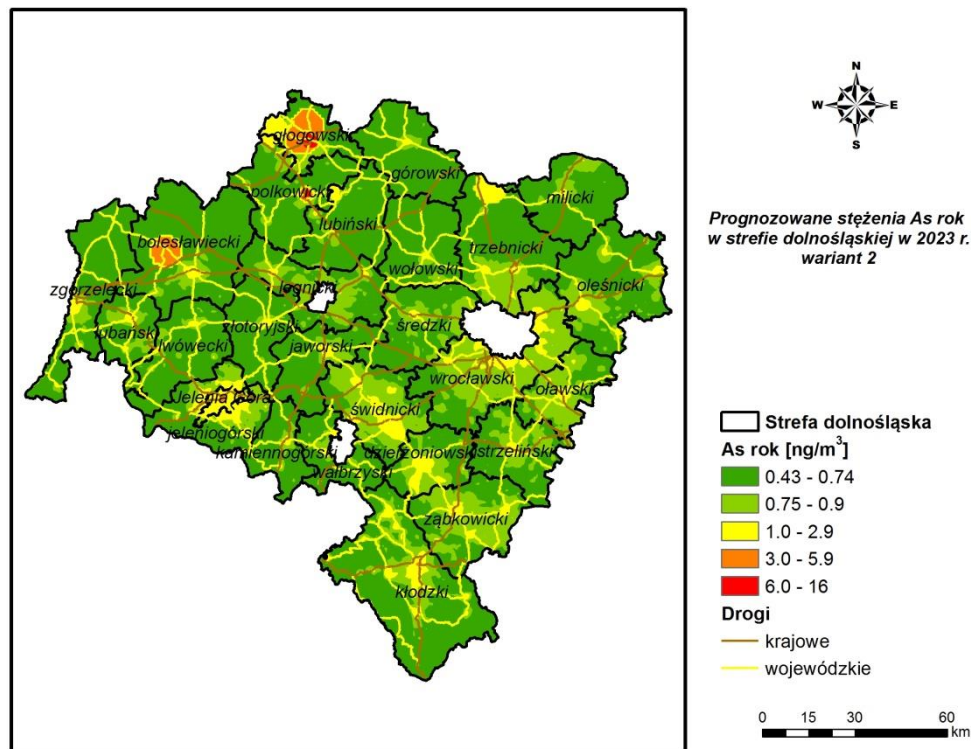 N
W E
S
Prognozowane stężenia As rok
w strefie dolnośląskiej w 2023 r.
wariant 2
głogowski
górowski
polkowicki
milicki
lubiński
bolesławiecki
trzebnicki
wołowski
zgorzelecki
legnicki
oleśnicki
lubański
złotoryjski
średzki
lwówecki
jaworski
wrocławski
oławski
Jelenia Góra
świdnicki
jeleniogórski
kamiennogórski
dzierżoniowski
strzeliński
wałbrzyski
ząbkowicki
kłodzki
Strefa dolnośląska
As rok [ng/m³]
0.43 - 0.74
0.75 - 0.9
1.0 - 2.9
3.0 - 5.9
6.0 - 16
Drogi
krajowe
wojewódzkie
0 15 30 60
km